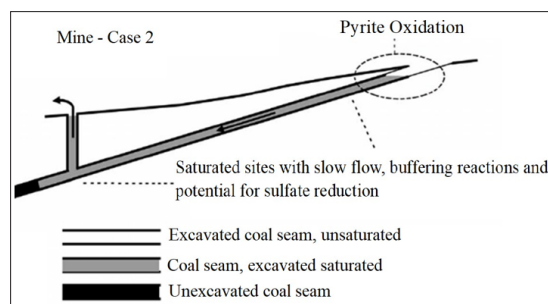 Mine - Case 2
Pyrite Oxidation
Saturated sites with slow flow, buffering reactions and
potential for sulfate reduction
Excavated coal seam, unsaturated
Coal seam, excavated saturated
Unexcavated coal seam